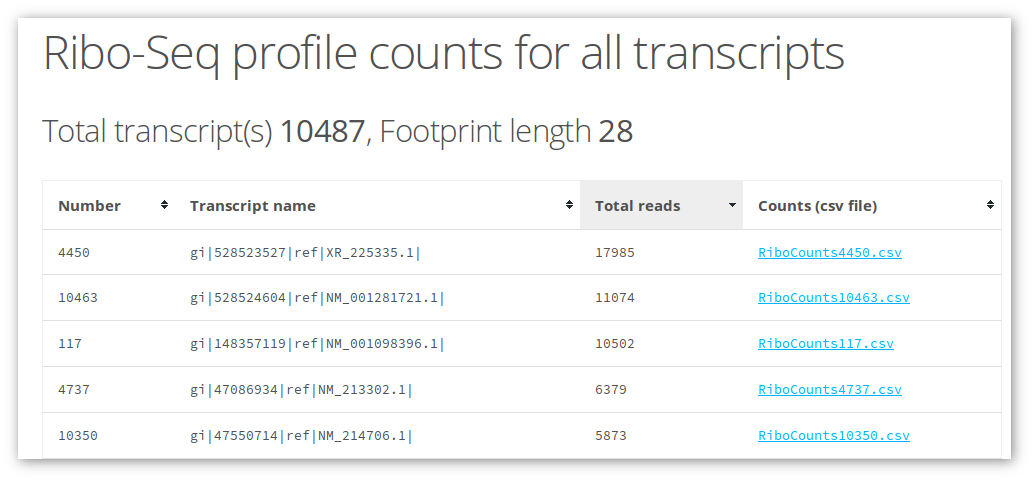 Ribo-Seq profile counts for all transcripts
Total transcript(s) 10487, Footprint length 28
Number Transcript name Total reads Counts (csv file)
4450 gi|528523527|ref|XR_225335.1| 17985 RiboCounts4450.csv
10463 gi|528524604|ref|NM_001281721.1| 11074 RiboCounts10463.csv
117 gi|148357119|ref|NM_001098396.1| 10502 RiboCounts117.csv
4737 gi|47086934|ref|NM_213302.1| 6379 RiboCounts4737.csv
10350 gi|47550714|ref|NM_214706.1| 5873 RiboCounts10350.csv